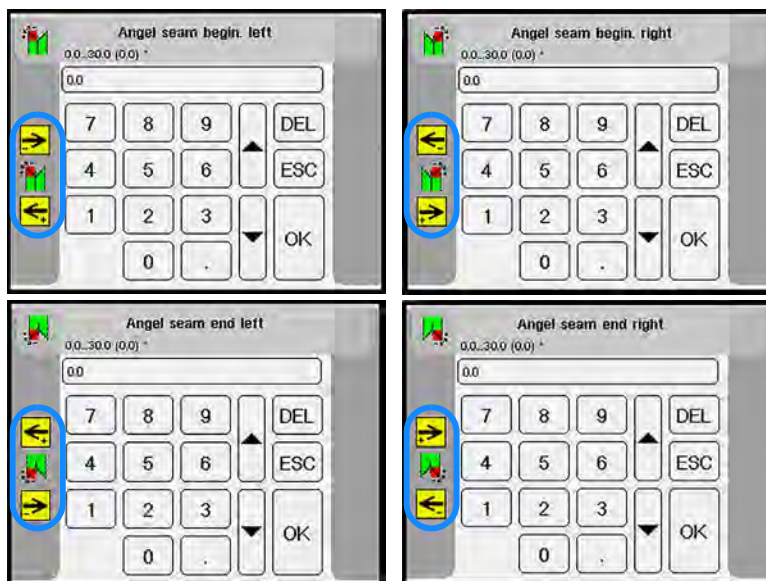 Angel seam begin. left
0.0...30.0 (0.0) °
0.0
7 8 9 DEL
4 5 6 ESC
1 2 3
OK
0 .
Angel seam begin. right
0.0...30.0 (0.0) °
0.0
7 8 9 DEL
4 5 6 ESC
1 2 3
OK
0 .
Angel seam end left
0.0...30.0 (0.0) °
0.0
7 8 9 DEL
4 5 6 ESC
1 2 3
OK
0 .
Angel seam end right
0.0...30.0 (0.0) °
0.0
7 8 9 DEL
4 5 6 ESC
1 2 3
OK
0 .